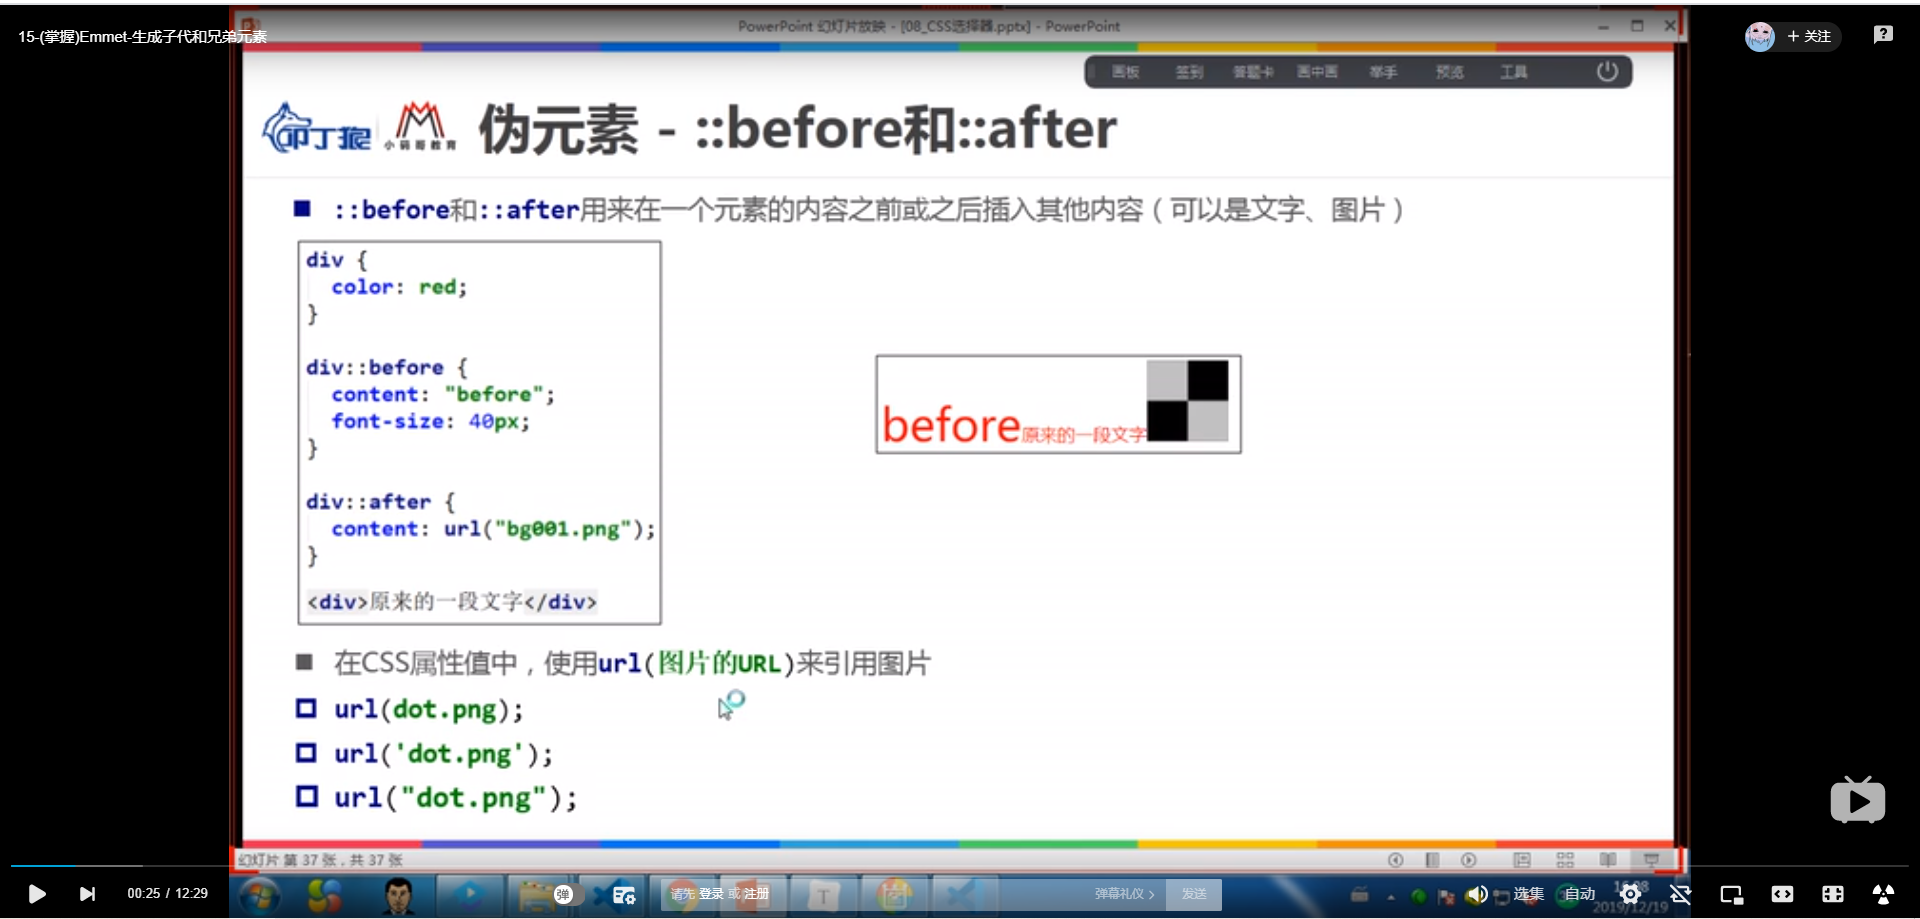 15-(掌握)Emmet-生成子代和兄弟元素
PowerPoint 幻灯片放映 - [08_CSS选择器.pptx] - PowerPoint
+ 关注
画板 签到 答题卡 画中画 举手 预览 工具
叩丁狼 小码哥教育
伪元素 - ::before和::after
::before和::after用来在一个元素的内容之前或之后插入其他内容（可以是文字、图片）
div {
color: red;
}
div::before {
content: "before";
font-size: 40px;
}
div::after {
content: url("bg001.png");
}
<div>原来的一段文字</div>
before原来的一段文字
在CSS属性值中，使用url(图片的URL)来引用图片
url(dot.png);
url('dot.png');
url("dot.png");
幻灯片 第 37 张，共 37 张
00:25 / 12:29
弹
请先 登录 或 注册
弹幕礼仪 >
发送
选集
自动
2019/12/19